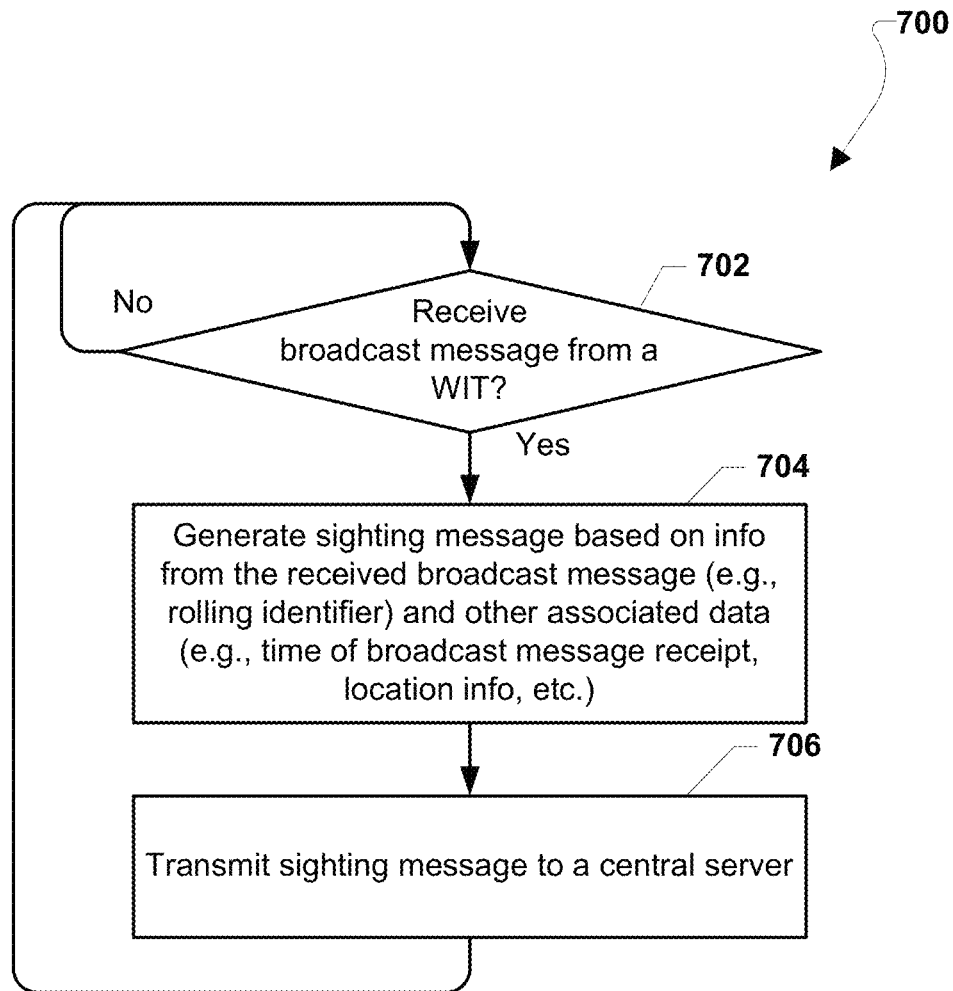 700
702
Receive
broadcast message from a
WIT?
No
Yes
704
Generate sighting message based on info
from the received broadcast message (e.g.,
rolling identifier) and other associated data
(e.g., time of broadcast message receipt,
location info, etc.)
706
Transmit sighting message to a central server